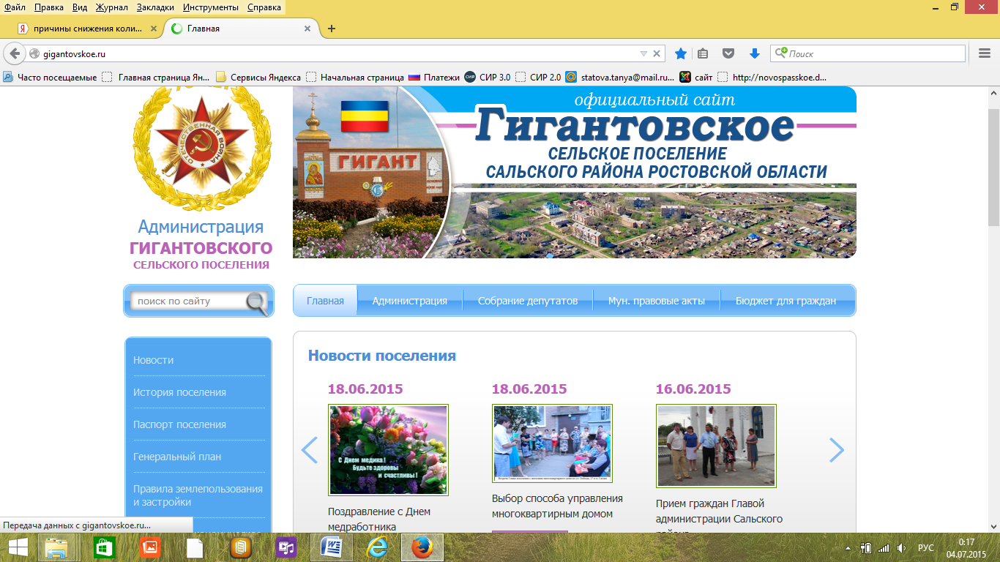 Файл Правка Вид Журнал Закладки Инструменты Справка
причины снижения коли...
Главная
gigantovskoe.ru
Поиск
Часто посещаемые
Главная страница Ян...
Сервисы Яндекса
Начальная страница
Платежи
СИР 3.0
СИР 2.0
statova.tanya@mail.ru...
сайт
http://novospasskoe.d...
ОТЕЧЕСТВЕННАЯ ВОЙНА
Администрация
ГИГАНТОВСКОГО
СЕЛЬСКОГО ПОСЕЛЕНИЯ
ГИГАНТ
официальный сайт
Гигантовское
СЕЛЬСКОЕ ПОСЕЛЕНИЕ
САЛЬСКОГО РАЙОНА РОСТОВСКОЙ ОБЛАСТИ
поиск по сайту
Главная
Администрация
Собрание депутатов
Мун. правовые акты
Бюджет для граждан
Новости
История поселения
Паспорт поселения
Генеральный план
Правила землепользования
и застройки
Новости поселения
18.06.2015
С Днем медика!
Будьте здоровы
и счастливы!
Поздравление с Днем
медработника
18.06.2015
Выбор способа управления
многоквартирным домом
16.06.2015
Прием граждан Главой
администрации Сальского
района
Передача данных с gigantovskoe.ru...
РУС
0:17
04.07.2015